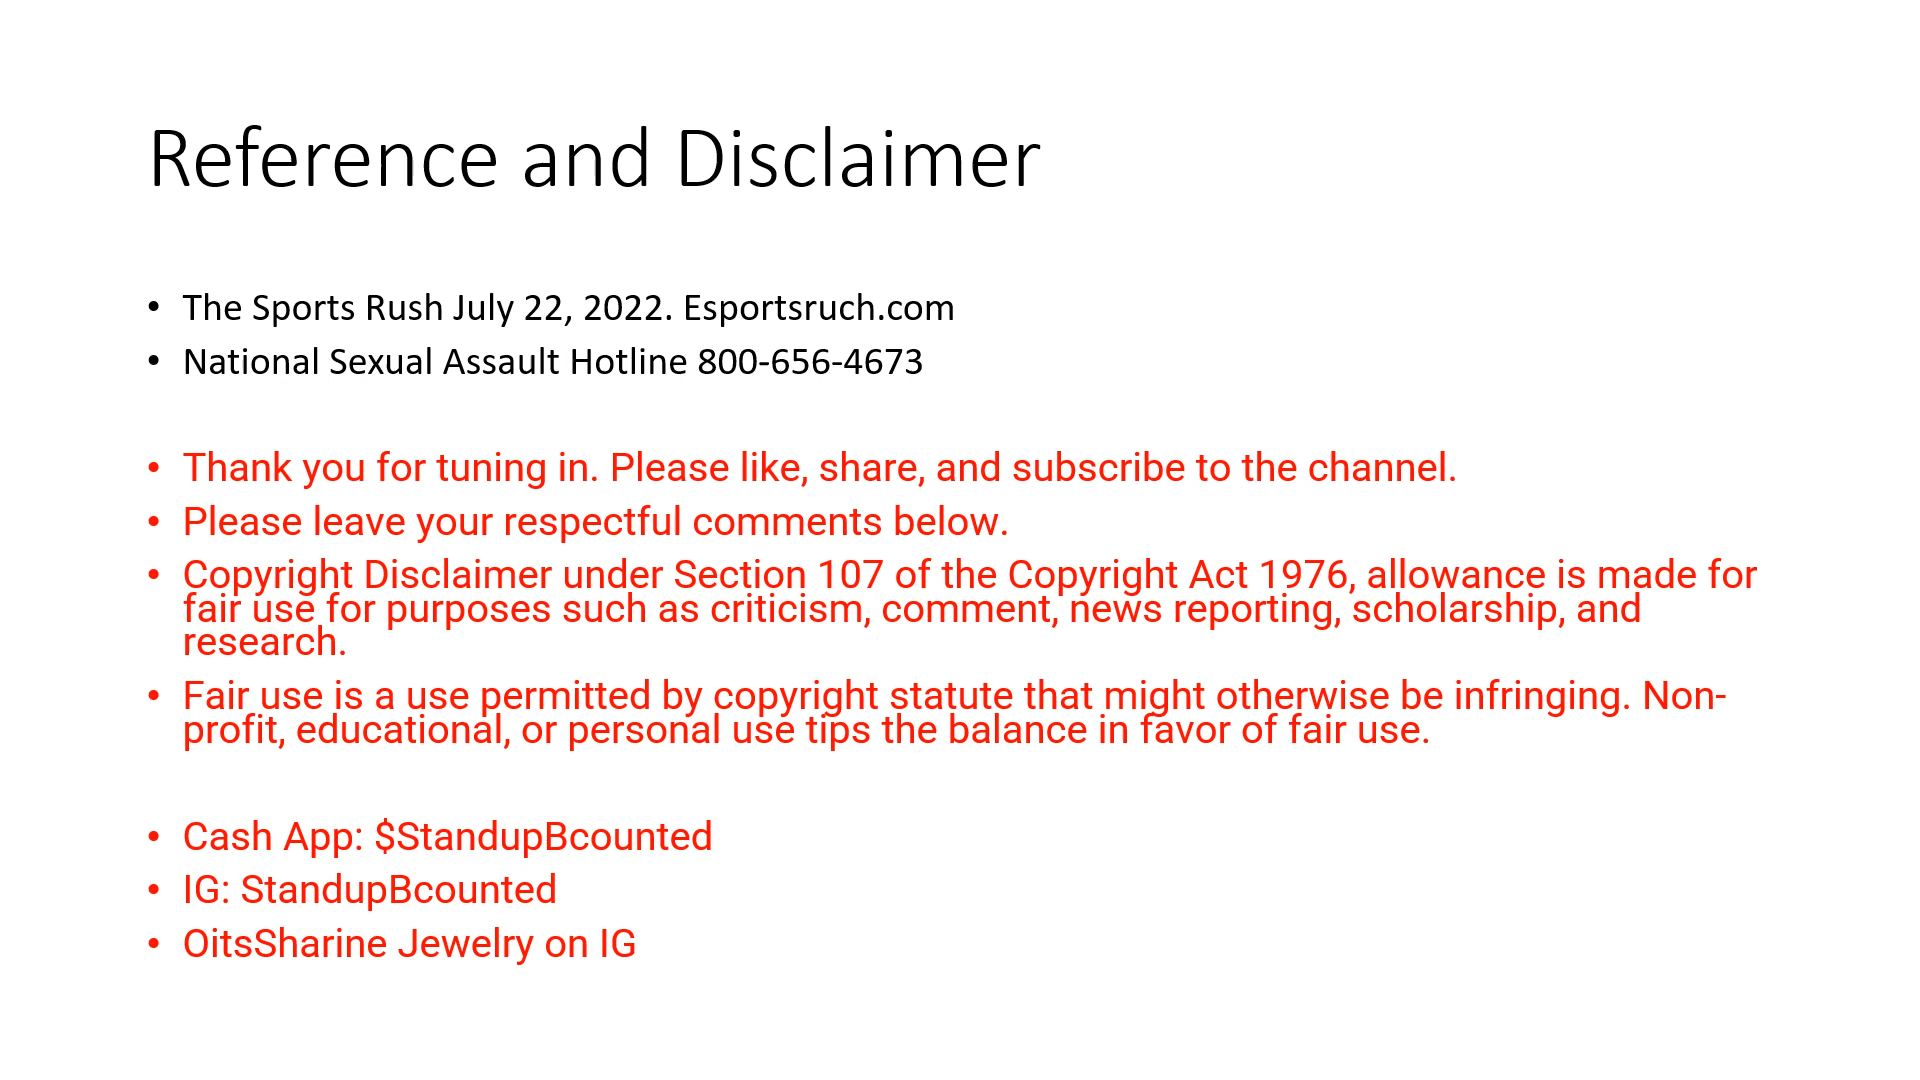 Reference and Disclaimer
• The Sports Rush July 22, 2022. Esportsruch.com
• National Sexual Assault Hotline 800-656-4673
• Thank you for tuning in. Please like, share, and subscribe to the channel.
• Please leave your respectful comments below.
• Copyright Disclaimer under Section 107 of the Copyright Act 1976, allowance is made for
fair use for purposes such as criticism, comment, news reporting, scholarship, and
research.
• Fair use is a use permitted by copyright statute that might otherwise be infringing. Non-
profit, educational, or personal use tips the balance in favor of fair use.
• Cash App: $StandupBcounted
• IG: StandupBcounted
• OitsSharine Jewelry on IG